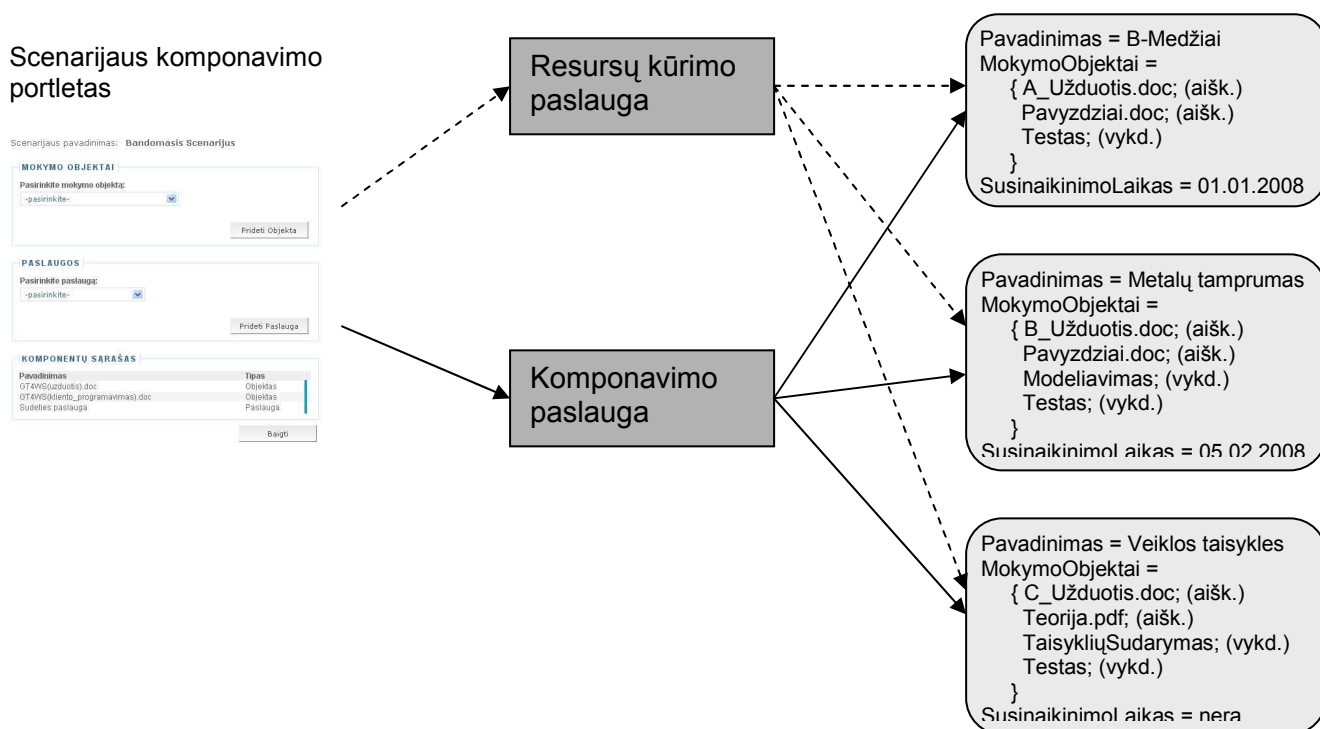 Scenarijaus komponavimo
portletas
Scenarijaus pavadinimas: Bandomasis Scenarijus
MOKYMO OBJEKTAI
Pasirinkite mokymo objektą:
-pasirinkite-
Prideti Objekta
PASLAUGOS
Pasirinkite paslaugą:
-pasirinkite-
Prideti Paslauga
KOMPONENTŲ SĄRAŠAS
Pavadinimas Tipas
GT4WS(uzduotis).doc Objektas
GT4WS(kliento_programavimas).doc Objektas
Sudeties paslauga Paslauga
Baigti
Resursų kūrimo
paslauga
Komponavimo
paslauga
Pavadinimas = B-Medžiai
MokymoObjektai =
{ A_Užduotis.doc; (aišk.)
Pavyzdziai.doc; (aišk.)
Testas; (vykd.)
}
SusinaikinimoLaikas = 01.01.2008
Pavadinimas = Metalų tamprumas
MokymoObjektai =
{ B_Užduotis.doc; (aišk.)
Pavyzdziai.doc; (aišk.)
Modeliavimas; (vykd.)
Testas; (vykd.)
}
SusinaikinimoLaikas = 05.02.2008
Pavadinimas = Veiklos taisykles
MokymoObjektai =
{ C_Užduotis.doc; (aišk.)
Teorija.pdf; (aišk.)
TaisykliųSudarymas; (vykd.)
Testas; (vykd.)
}
SusinaikinimoLaikas = nera